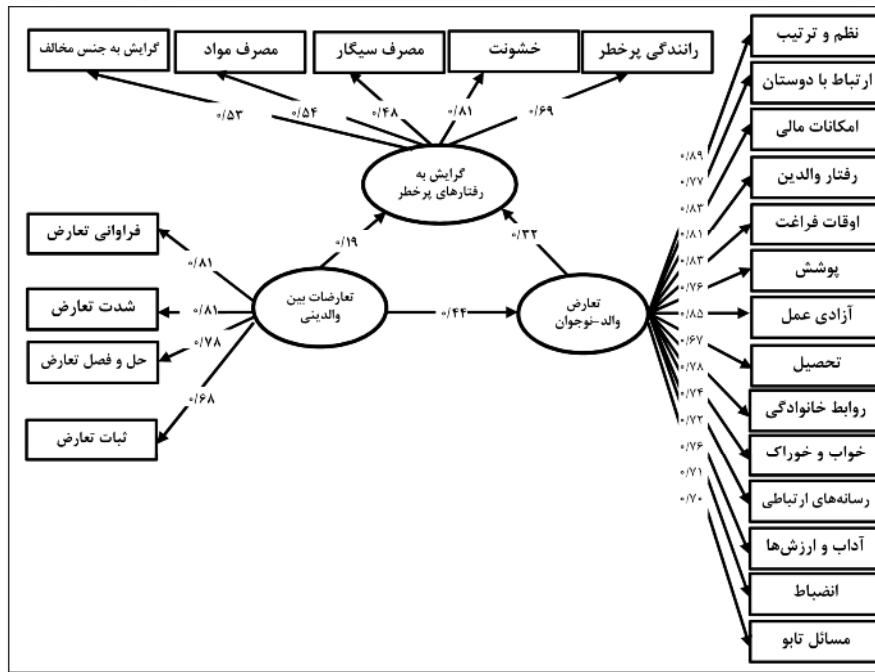 گرایش به جنس مخالف
مصرف مواد
مصرف سیگار
خشونت
رانندگی پرخطر
۰/۵۳
۰/۵۴
۰/۴۸
۰/۸۱
۰/۶۹
گرایش به
رفتارهای پرخطر
۰/۱۹
۰/۳۲
فراوانی تعارض
شدت تعارض
حل و فصل تعارض
ثبات تعارض
۰/۸۱
۰/۸۱
۰/۷۸
۰/۶۸
تعارضات بین
والدینی
۰/۴۴
تعارض
والد-نوجوان
۰/۸۹
۰/۷۷
۰/۸۳
۰/۸۱
۰/۸۳
۰/۷۶
۰/۸۵
۰/۶۷
۰/۷۸
۰/۷۴
۰/۷۲
۰/۷۶
۰/۷۱
۰/۷۰
نظم و ترتیب
ارتباط با دوستان
امکانات مالی
رفتار والدین
اوقات فراغت
پوشش
آزادی عمل
تحصیل
روابط خانوادگی
خواب و خوراک
رسانه‌های ارتباطی
آداب و ارزش‌ها
انضباط
مسائل تابو